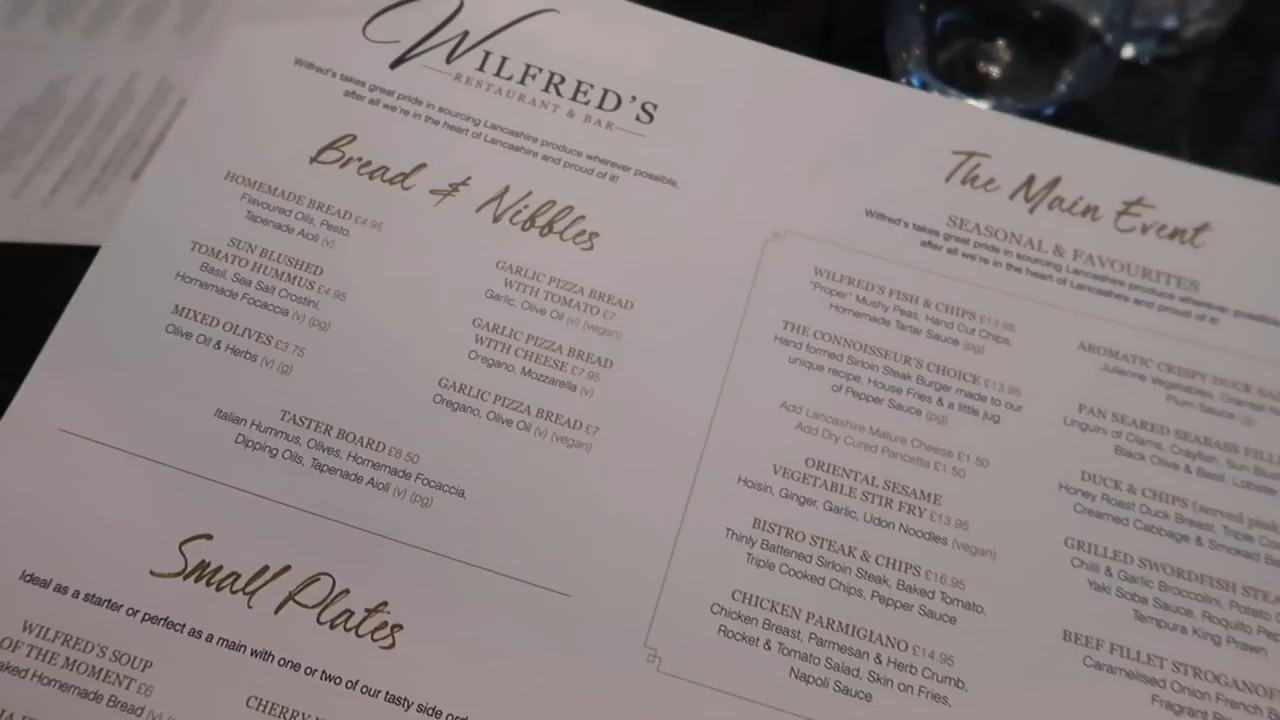 WILFRED'S
RESTAURANT & BAR
Wilfred's takes great pride in sourcing Lancashire produce wherever possible,
after all we're in the heart of Lancashire and proud of it!
Bread & Nibbles
HOMEMADE BREAD £4.95
Flavoured Oils, Pesto,
Tapenade Aioli (v)
SUN BLUSHED
TOMATO HUMMUS £4.95
Basil, Sea Salt Crostini,
Homemade Focaccia (v) (pg)
MIXED OLIVES £3.75
Olive Oil & Herbs (v) (g)
GARLIC PIZZA BREAD
WITH TOMATO £7
Garlic, Olive Oil (v) (vegan)
GARLIC PIZZA BREAD
WITH CHEESE £7.95
Oregano, Mozzarella (v)
GARLIC PIZZA BREAD £7
Oregano, Olive Oil (v) (vegan)
TASTER BOARD £8.50
Italian Hummus, Olives, Homemade Focaccia,
Dipping Oils, Tapenade Aioli (v) (pg)
Small Plates
Ideal as a starter or perfect as a main with one or two of our tasty side
WILFRED'S SOUP
OF THE MOMENT £6
Homemade Bread (v)
CHERRY
The Main Event
SEASONAL & FAVOURITES
Wilfred's takes great pride in sourcing Lancashire produce wherever possible
after all we're in the heart of Lancashire and proud of it!
WILFRED'S FISH & CHIPS £13.95
"Proper" Mushy Peas, Hand Cut Chips,
Homemade Tartar Sauce (pg)
THE CONNOISSEUR'S CHOICE £13.95
Hand formed Sirloin Steak Burger made to our
unique recipe, House Fries & a little jug
of Pepper Sauce (pg)
Add Lancashire Mature Cheese £1.50
Add Dry Cured Pancetta £1.50
ORIENTAL SESAME
VEGETABLE STIR FRY £13.95
Hoisin, Ginger, Garlic, Udon Noodles (vegan)
BISTRO STEAK & CHIPS £16.95
Thinly Battened Sirloin Steak, Baked Tomato,
Triple Cooked Chips, Pepper Sauce
CHICKEN PARMIGIANO £14.95
Chicken Breast, Parmesan & Herb Crumb,
Rocket & Tomato Salad, Skin on Fries,
Napoli Sauce
AROMATIC CRISPY DUCK
Julienne Vegetables, Oriental
Plum Sauce
PAN SEARED SEABASS
Linguini of Clams, Crayfish, Sun
Black Olive & Basil, Lobster
DUCK & CHIPS (served pink
Honey Roast Duck Breast, Triple
Creamed Cabbage & Smoked
GRILLED SWORDFISH
Chilli & Garlic Broccolini, Potato
Yaki Soba Sauce, Roquito
Tempura King Prawn
BEEF FILLET
Caramelised Onion French
Fragrant